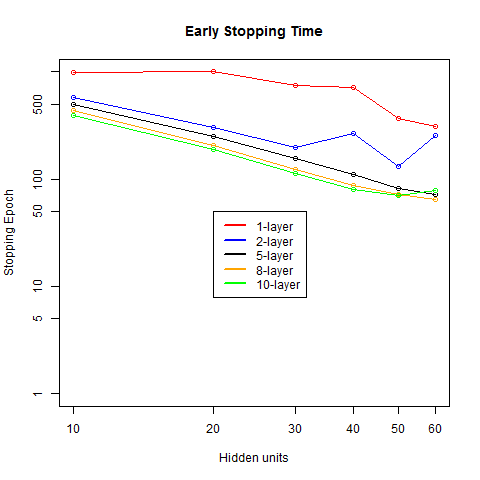 Early Stopping Time
Stopping Epoch
500
100
50
10
5
1
1-layer
2-layer
5-layer
8-layer
10-layer
10 20 30 40 50 60
Hidden units